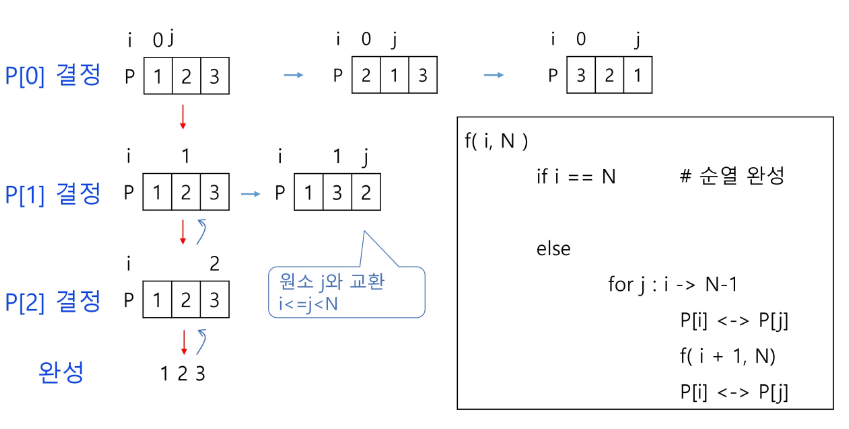 i 0 j
i 0 j
i 0 j
P[0] 결정 P 1 2 3
P 2 1 3
P 3 2 1
i 1
i 1 j
P[1] 결정 P 1 2 3
P 1 3 2
i 2
P[2] 결정 P 1 2 3
원소 j와 교환
i<=j<N
완성 1 2 3
f( i, N )
if i == N # 순열 완성
else
for j : i -> N-1
P[i] <-> P[j]
f( i + 1, N)
P[i] <-> P[j]